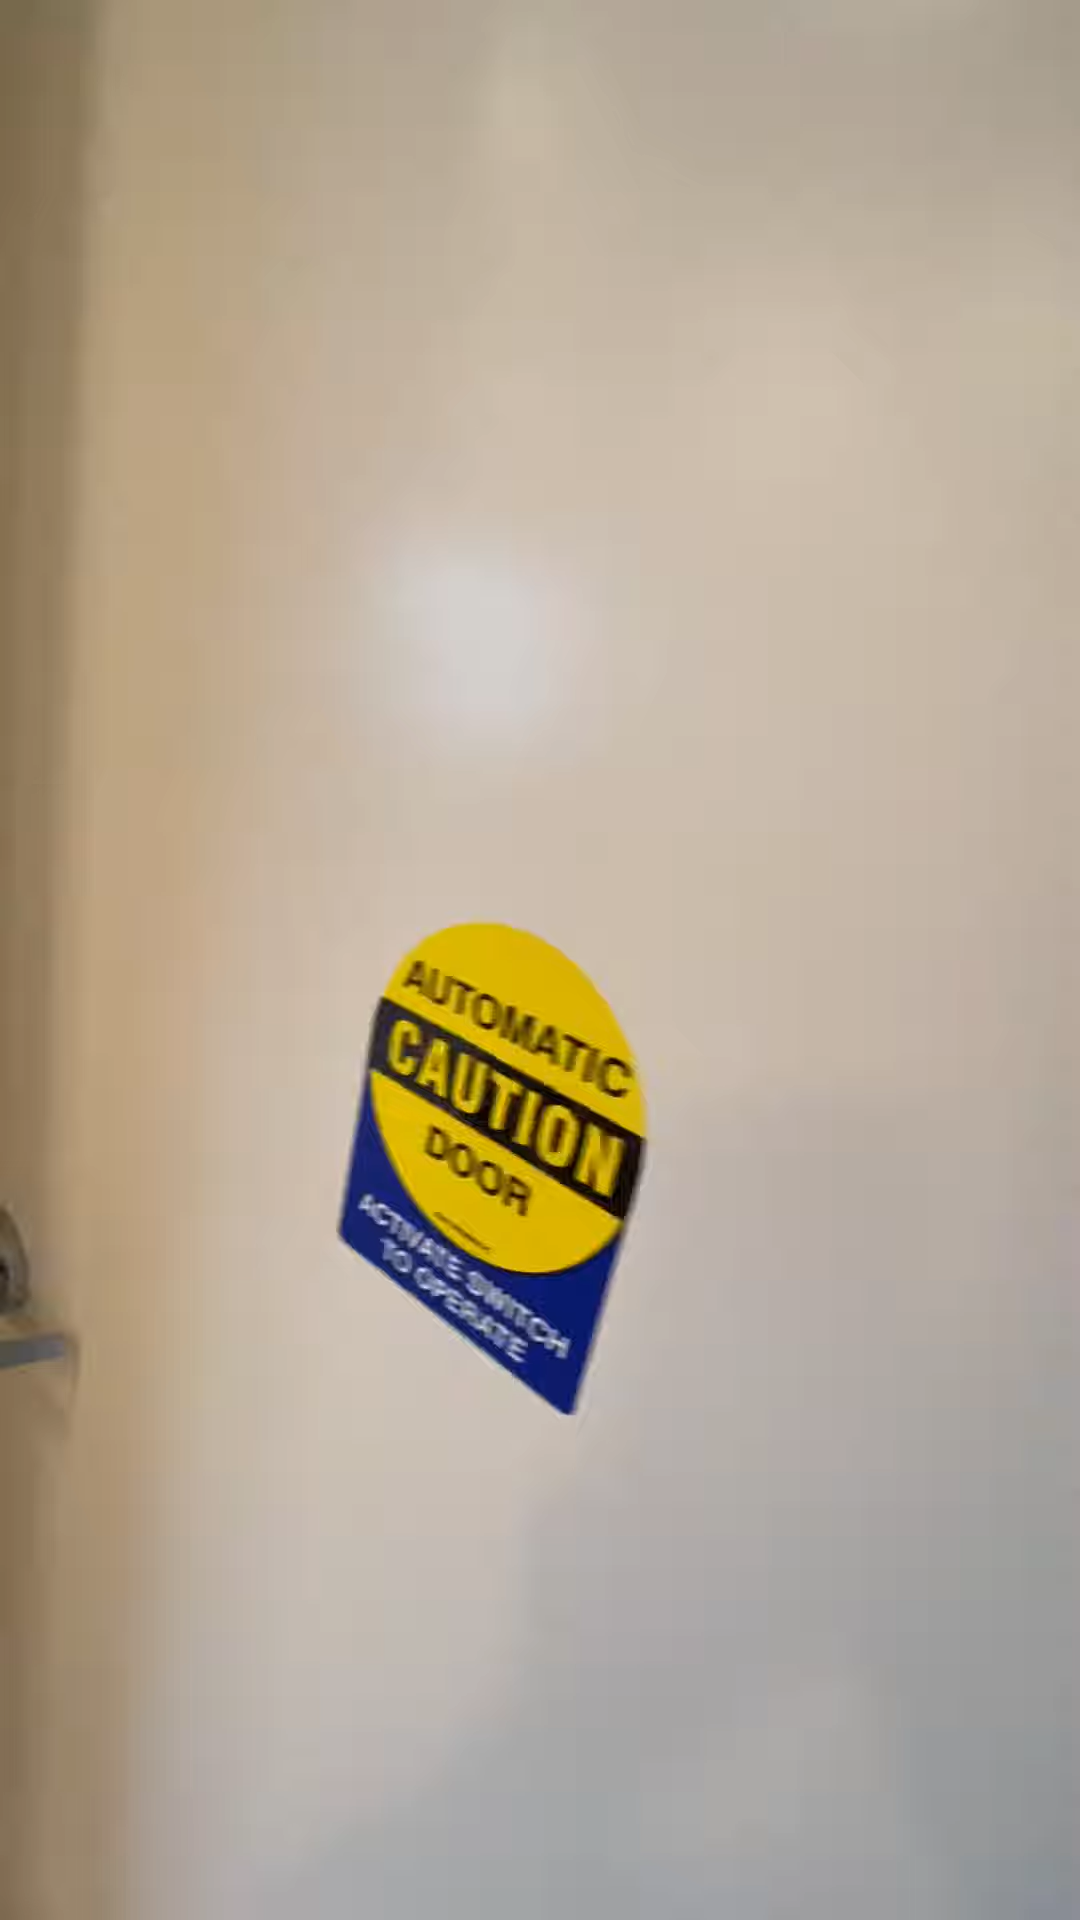 AUTOMATIC
CAUTION
DOOR
ACTIVATE SWITCH
TO OPERATE